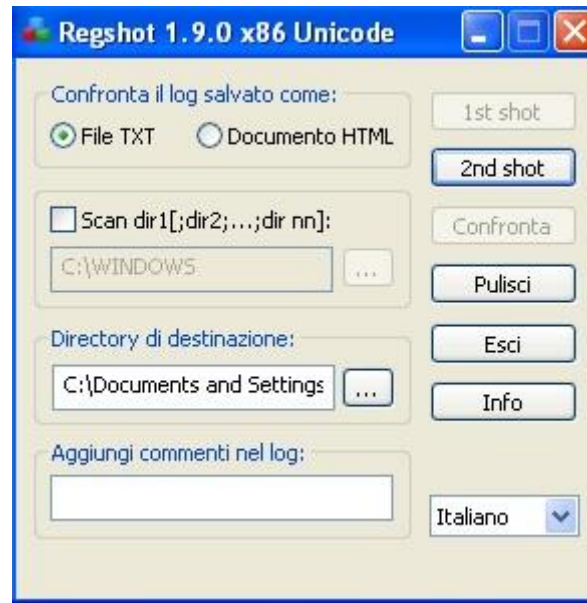 Regshot 1.9.0 x86 Unicode
Confronta il log salvato come:
File TXT
Documento HTML
1st shot
2nd shot
Scan dir1[;dir2;...;dir nn]:
Confronta
C:\WINDOWS
...
Pulisci
Directory di destinazione:
Esci
C:\Documents and Settings
...
Info
Aggiungi commenti nel log:
Italiano